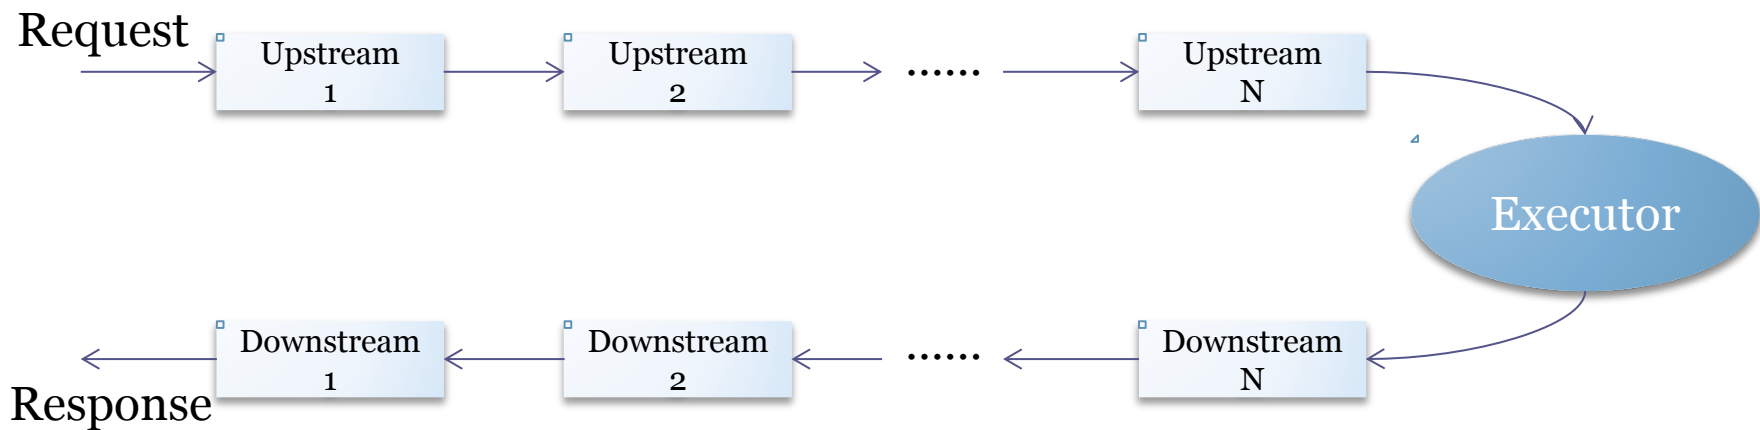 Request
Upstream
1
Upstream
2
......
Upstream
N
Executor
Downstream
1
Downstream
2
......
Downstream
N
Response